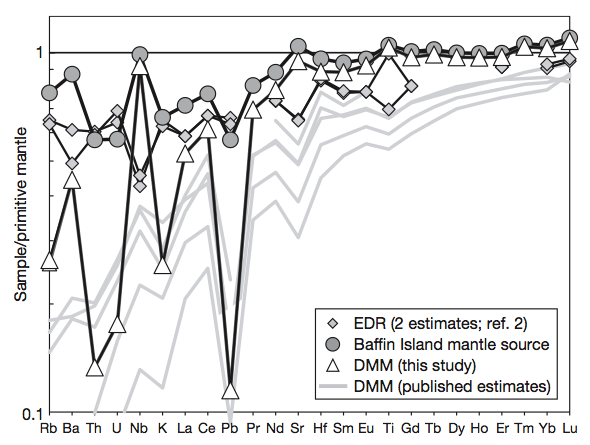 Sample/primitive mantle
1
0.1
EDR (2 estimates; ref. 2)
Baffin Island mantle source
DMM (this study)
DMM (published estimates)
Rb Ba Th U Nb K La Ce Pb Pr Nd Sr Hf Sm Eu Ti Gd Tb Dy Ho Er Tm Yb Lu